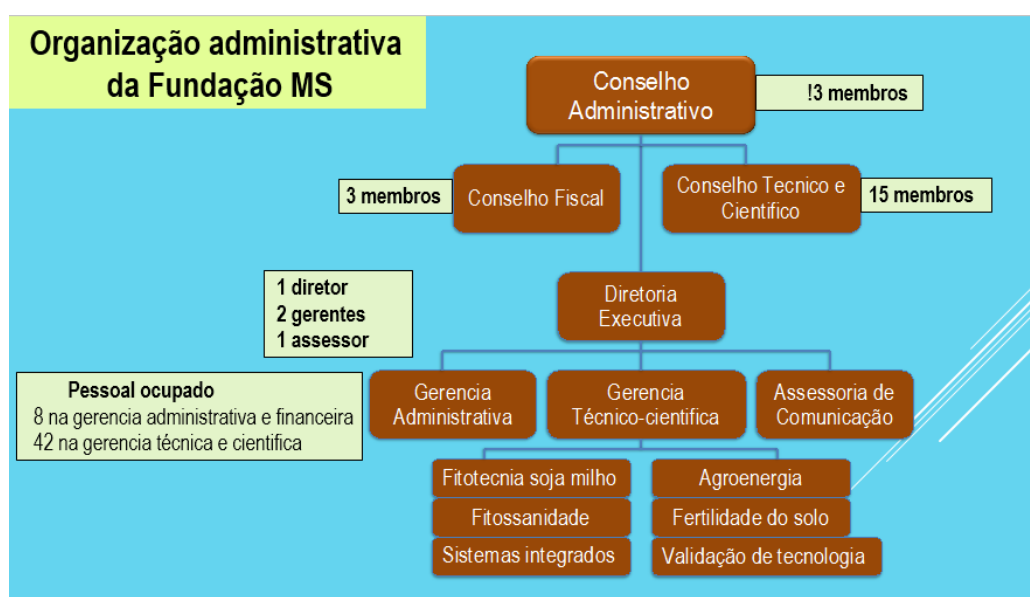 Organização administrativa
da Fundação MS
Conselho
Administrativo
!3 membros
3 membros
Conselho Fiscal
Conselho Tecnico e
Cientifico
15 membros
1 diretor
2 gerentes
1 assessor
Diretoria
Executiva
Pessoal ocupado
8 na gerencia administrativa e financeira
42 na gerencia técnica e cientifica
Gerencia
Administrativa
Gerencia
Técnico-cientifica
Assessoria de
Comunicação
Fitotecnia soja milho
Agroenergia
Fitossanidade
Fertilidade do solo
Sistemas integrados
Validação de tecnologia